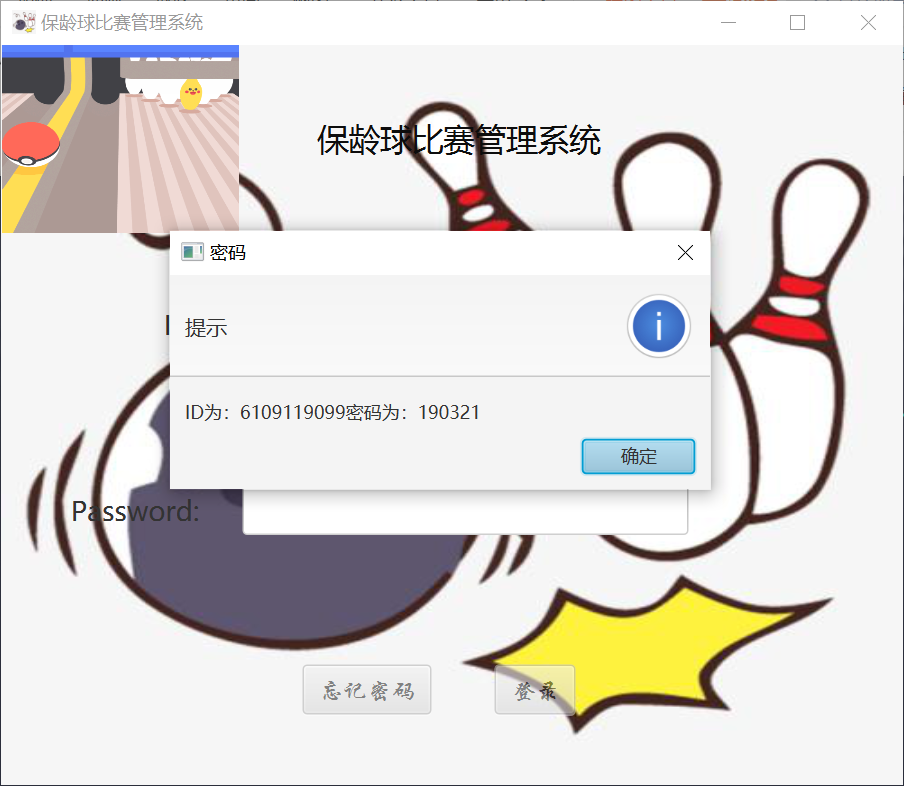 保龄球比赛管理系统
保龄球比赛管理系统
密码
提示
ID为：6109119099密码为：190321
确定
Password:
忘记密码
登录